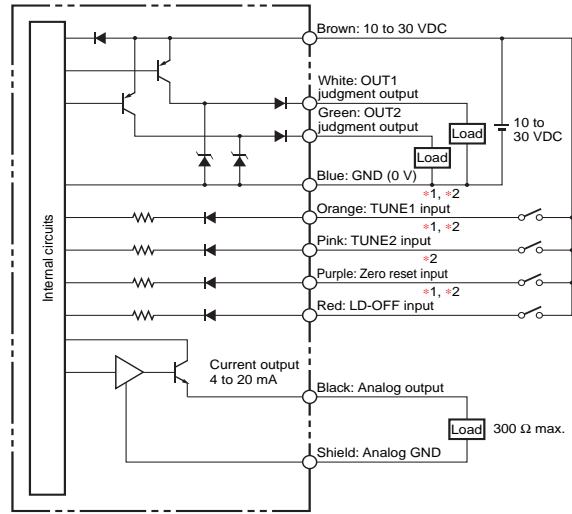 Brown: 10 to 30 VDC
White: OUT1
judgment output
Green: OUT2
judgment output
Load
Load
10 to
30 VDC
Blue: GND (0 V)
*1, *2
Orange: TUNE1 input
*1, *2
Pink: TUNE2 input
*2
Purple: Zero reset input
*1, *2
Red: LD-OFF input
Internal circuits
Current output
4 to 20 mA
Black: Analog output
Load
300 Ω max.
Shield: Analog GND